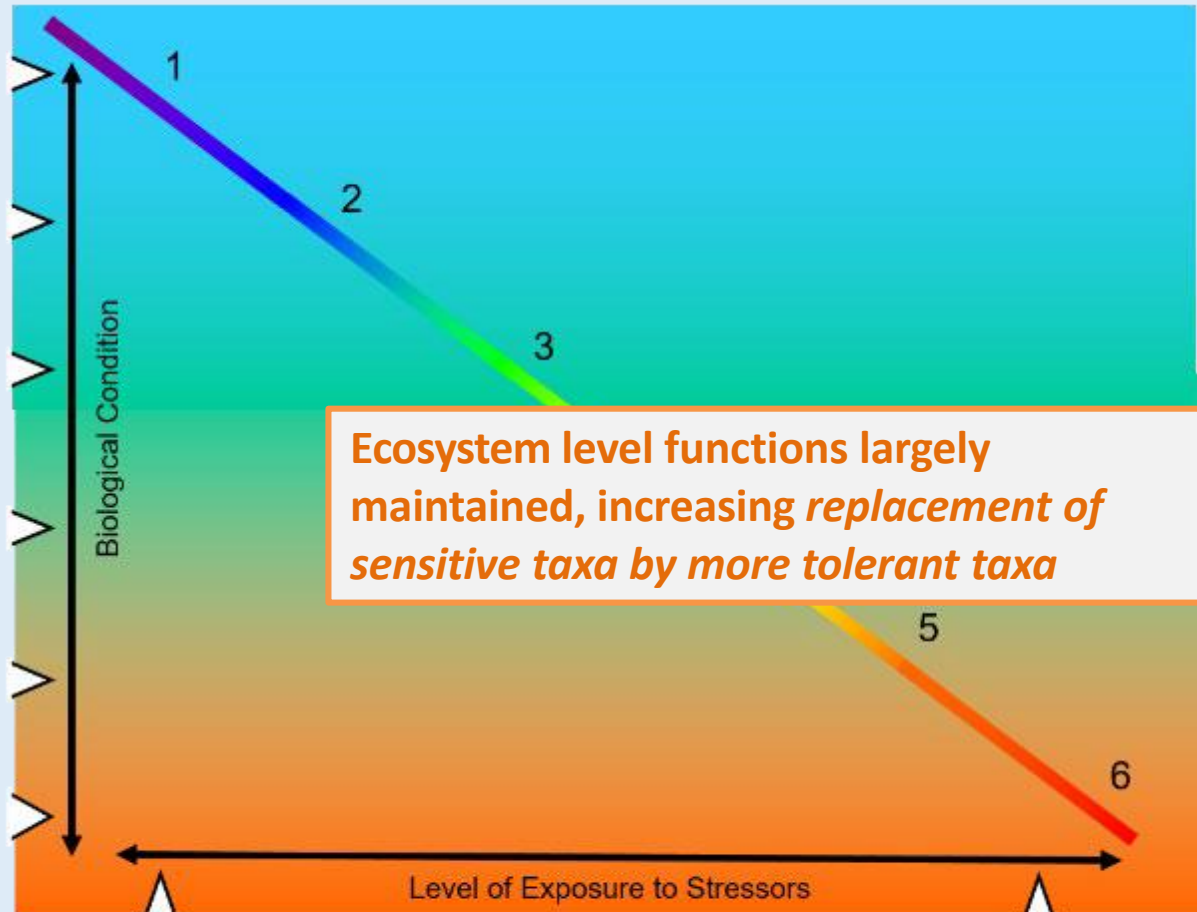 1
2
3
Biological Condition
Ecosystem level functions largely
maintained, increasing replacement of
sensitive taxa by more tolerant taxa
5
6
Level of Exposure to Stressors